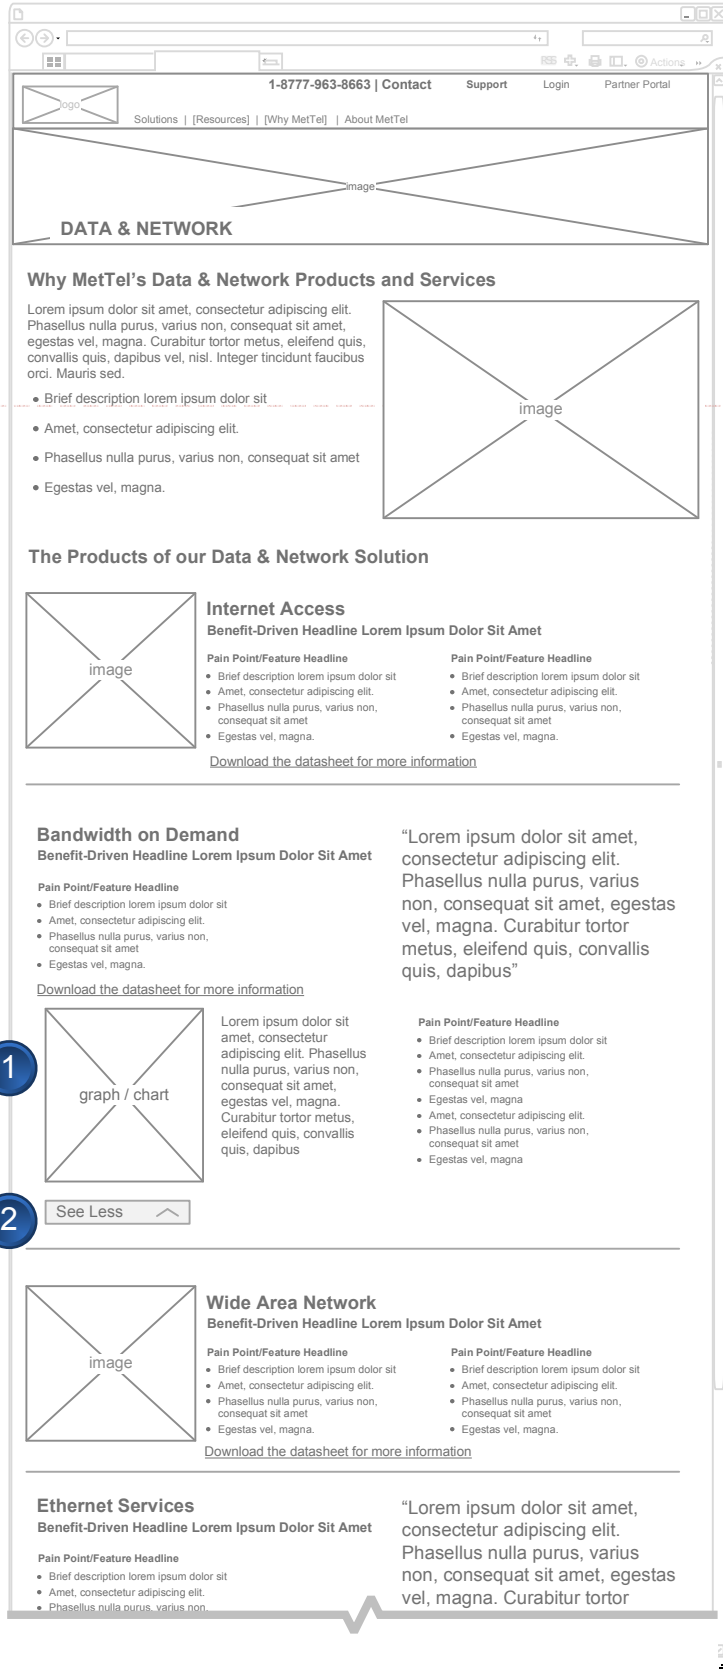 RSS
Actions
1-8777-963-8663 | Contact
Support
Login
Partner Portal
logo
Solutions | [Resources] | [Why MetTel] | About MetTel
image
DATA & NETWORK
Why MetTel's Data & Network Products and Services
Lorem ipsum dolor sit amet, consectetur adipiscing elit.
Phasellus nulla purus, varius non, consequat sit amet,
egestas vel, magna. Curabitur tortor metus, eleifend quis,
convallis quis, dapibus vel, nisl. Integer tincidunt faucibus
orci. Mauris sed.
• Brief description lorem ipsum dolor sit
• Amet, consectetur adipiscing elit.
• Phasellus nulla purus, varius non, consequat sit amet
• Egestas vel, magna.
image
The Products of our Data & Network Solution
image
Internet Access
Benefit-Driven Headline Lorem Ipsum Dolor Sit Amet
Pain Point/Feature Headline
• Brief description lorem ipsum dolor sit
• Amet, consectetur adipiscing elit.
• Phasellus nulla purus, varius non,
consequat sit amet
• Egestas vel, magna.
Pain Point/Feature Headline
• Brief description lorem ipsum dolor sit
• Amet, consectetur adipiscing elit.
• Phasellus nulla purus, varius non,
consequat sit amet
• Egestas vel, magna.
Download the datasheet for more information
Bandwidth on Demand
Benefit-Driven Headline Lorem Ipsum Dolor Sit Amet
Pain Point/Feature Headline
• Brief description lorem ipsum dolor sit
• Amet, consectetur adipiscing elit.
• Phasellus nulla purus, varius non,
consequat sit amet
• Egestas vel, magna.
Download the datasheet for more information
“Lorem ipsum dolor sit amet,
consectetur adipiscing elit.
Phasellus nulla purus, varius
non, consequat sit amet, egestas
vel, magna. Curabitur tortor
metus, eleifend quis, convallis
quis, dapibus”
1
graph / chart
Lorem ipsum dolor sit
amet, consectetur
adipiscing elit. Phasellus
nulla purus, varius non,
consequat sit amet,
egestas vel, magna.
Curabitur tortor metus,
eleifend quis, convallis
quis, dapibus
Pain Point/Feature Headline
• Brief description lorem ipsum dolor sit
• Amet, consectetur adipiscing elit.
• Phasellus nulla purus, varius non,
consequat sit amet
• Egestas vel, magna
• Amet, consectetur adipiscing elit.
• Phasellus nulla purus, varius non,
consequat sit amet
• Egestas vel, magna
2
See Less
image
Wide Area Network
Benefit-Driven Headline Lorem Ipsum Dolor Sit Amet
Pain Point/Feature Headline
• Brief description lorem ipsum dolor sit
• Amet, consectetur adipiscing elit.
• Phasellus nulla purus, varius non,
consequat sit amet
• Egestas vel, magna.
Pain Point/Feature Headline
• Brief description lorem ipsum dolor sit
• Amet, consectetur adipiscing elit.
• Phasellus nulla purus, varius non,
consequat sit amet
• Egestas vel, magna.
Download the datasheet for more information
Ethernet Services
Benefit-Driven Headline Lorem Ipsum Dolor Sit Amet
Pain Point/Feature Headline
• Brief description lorem ipsum dolor sit
• Amet, consectetur adipiscing elit.
• Phasellus nulla purus, varius non,
“Lorem ipsum dolor sit amet,
consectetur adipiscing elit.
Phasellus nulla purus, varius
non, consequat sit amet, egestas
vel, magna. Curabitur tortor